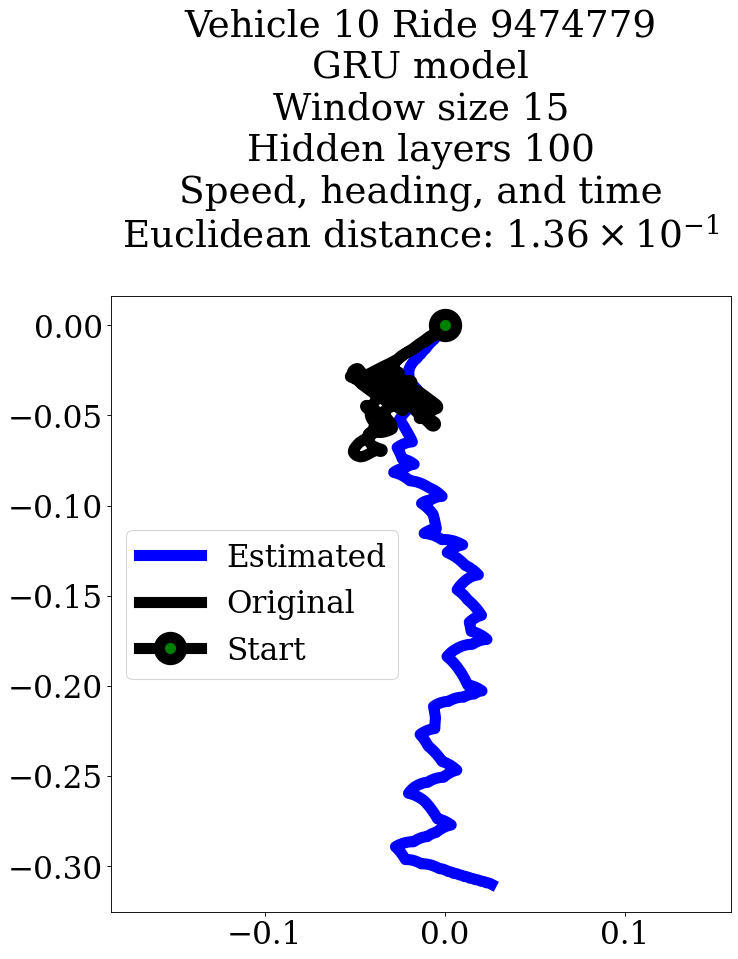 Vehicle 10 Ride 9474779
GRU model
Window size 15
Hidden layers 100
Speed, heading, and time
Euclidean distance: 1.36 × 10⁻¹
0.00
−0.05
−0.10
−0.15
−0.20
−0.25
−0.30
Estimated
Original
Start
−0.1 0.0 0.1